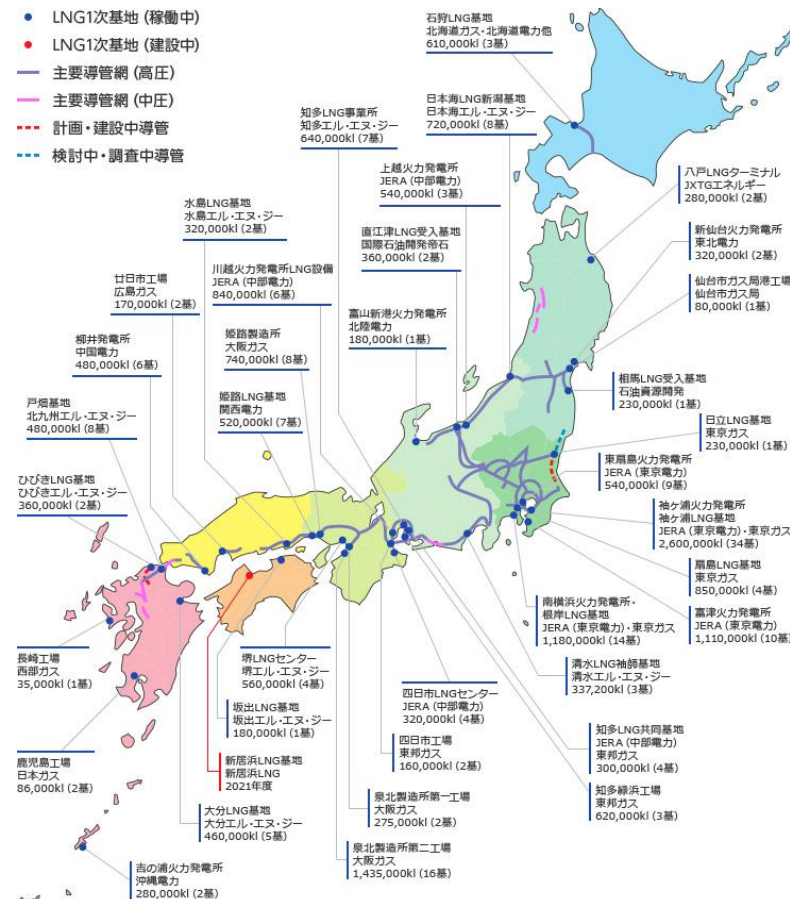 LNG1次基地 (稼働中)
LNG1次基地 (建設中)
主要導管網 (高圧)
主要導管網 (中圧)
計画・建設中導管
検討中・調査中導管
石狩LNG基地
北海道ガス・北海道電力他
610,000kl (3基)
日本海LNG新潟基地
日本海エル・エヌ・ジー
720,000kl (8基)
知多LNG事業所
知多エル・エヌ・ジー
640,000kl (7基)
上越火力発電所
JERA (中部電力)
540,000kl (3基)
水島LNG基地
水島エル・エヌ・ジー
320,000kl (2基)
直江津LNG受入基地
国際石油開発帝石
360,000kl (2基)
川越火力発電所LNG設備
JERA (中部電力)
840,000kl (6基)
廿日市工場
広島ガス
170,000kl (2基)
富山新港火力発電所
北陸電力
180,000kl (1基)
姫路製造所
大阪ガス
740,000kl (8基)
柳井発電所
中国電力
480,000kl (6基)
姫路LNG基地
関西電力
520,000kl (7基)
戸畑基地
北九州エル・エヌ・ジー
480,000kl (8基)
ひびきLNG基地
ひびきエル・エヌ・ジー
360,000kl (2基)
八戸LNGターミナル
JXTGエネルギー
280,000kl (2基)
新仙台火力発電所
東北電力
320,000kl (2基)
仙台市ガス局港工場
仙台市ガス局
80,000kl (1基)
相馬LNG受入基地
石油資源開発
230,000kl (1基)
日立LNG基地
東京ガス
230,000kl (1基)
東扇島火力発電所
JERA (東京電力)
540,000kl (9基)
袖ケ浦火力発電所
袖ケ浦LNG基地
JERA (東京電力)・東京ガス
2,600,000kl (34基)
扇島LNG基地
東京ガス
850,000kl (4基)
富津火力発電所
JERA (東京電力)
1,110,000kl (10基)
南横浜火力発電所・
根岸LNG基地
JERA (東京電力)・東京ガス
1,180,000kl (14基)
清水LNG袖師基地
清水エル・エヌ・ジー
337,200kl (3基)
知多LNG共同基地
JERA (中部電力)
東邦ガス
300,000kl (4基)
知多緑浜工場
東邦ガス
620,000kl (3基)
四日市LNGセンター
JERA (中部電力)
320,000kl (4基)
四日市工場
東邦ガス
160,000kl (2基)
堺LNGセンター
堺エル・エヌ・ジー
560,000kl (4基)
坂出LNG基地
坂出エル・エヌ・ジー
180,000kl (1基)
新居浜LNG基地
新居浜LNG
2021年度
泉北製造所第一工場
大阪ガス
275,000kl (2基)
泉北製造所第二工場
大阪ガス
1,435,000kl (16基)
大分LNG基地
大分エル・エヌ・ジー
460,000kl (5基)
長崎工場
西部ガス
35,000kl (1基)
鹿児島工場
日本ガス
86,000kl (2基)
吉の浦火力発電所
沖縄電力
280,000kl (2基)